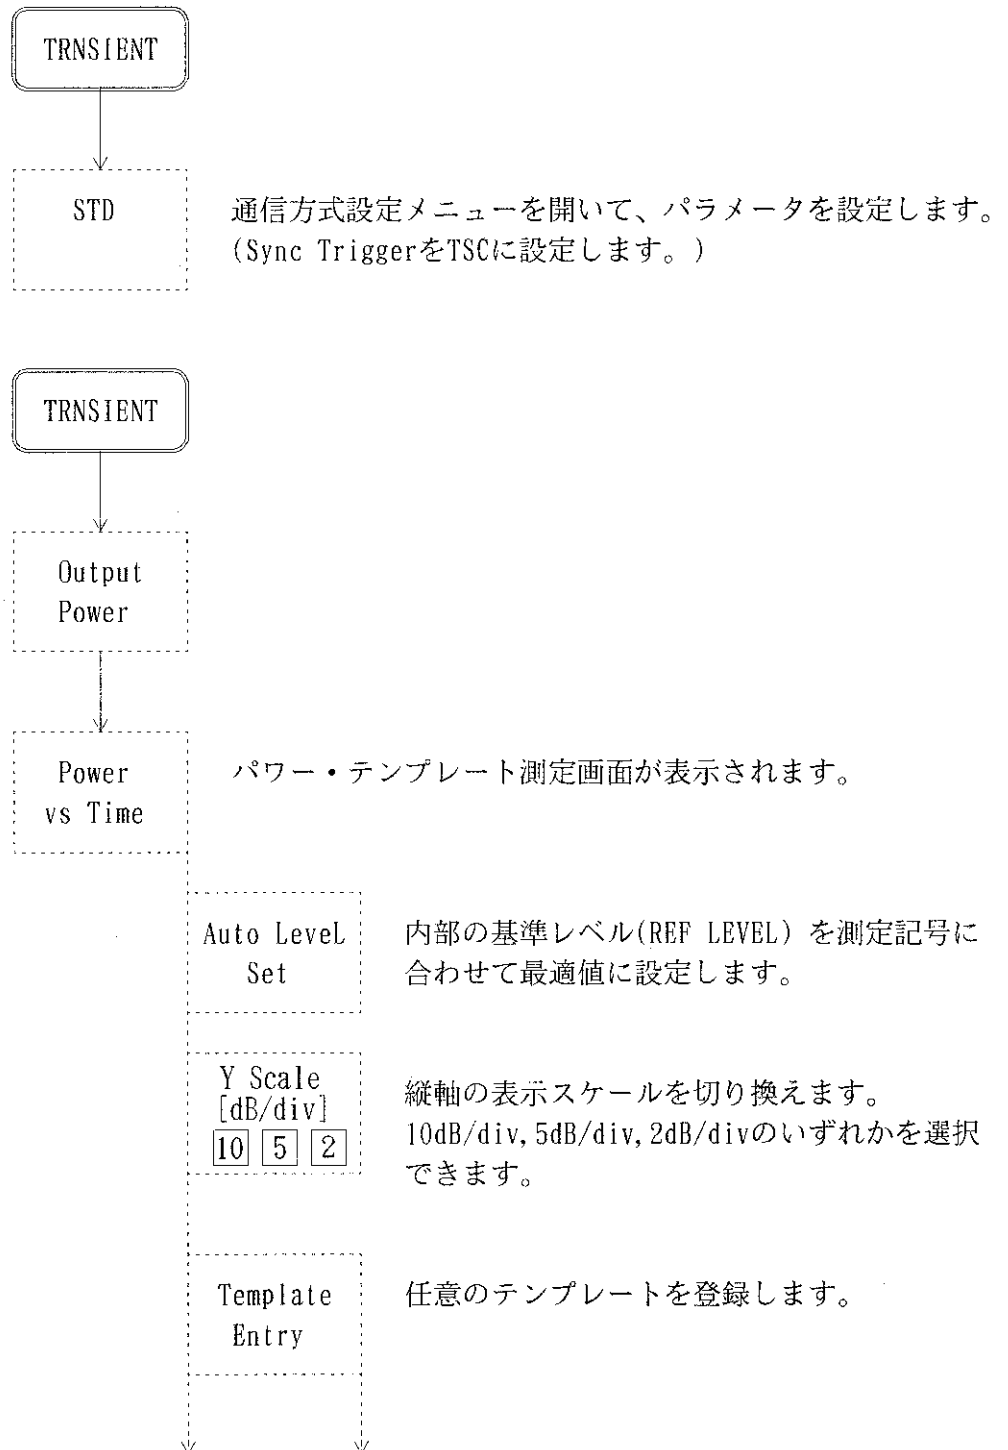 TRNSIENT
STD
通信方式設定メニューを開いて、パラメータを設定します。
(Sync TriggerをTSCに設定します。)
TRNSIENT
Output
Power
Power
vs Time
パワー・テンプレート測定画面が表示されます。
Auto LeveL
Set
内部の基準レベル(REF LEVEL) を測定記号に
合わせて最適値に設定します。
Y Scale
[dB/div]
10 5 2
縦軸の表示スケールを切り換えます。
10dB/div,5dB/div,2dB/divのいずれかを選択
できます。
Template
Entry
任意のテンプレートを登録します。